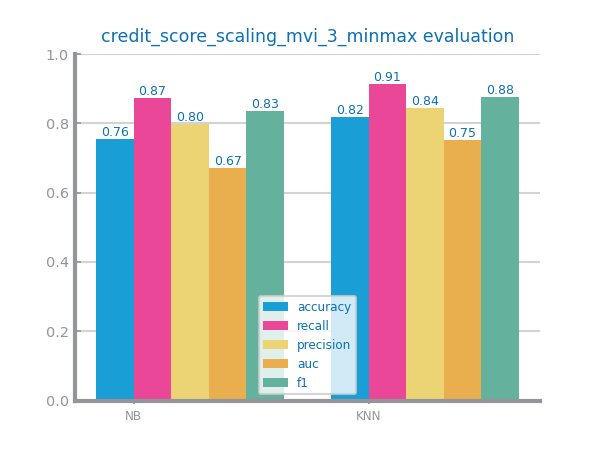 credit_score_scaling_mvi_3_minmax evaluation
1.0
0.8
0.6
0.4
0.2
0.0
0.76
0.87
0.80
0.67
0.83
0.82
0.91
0.84
0.75
0.88
accuracy
recall
precision
auc
f1
NB
KNN